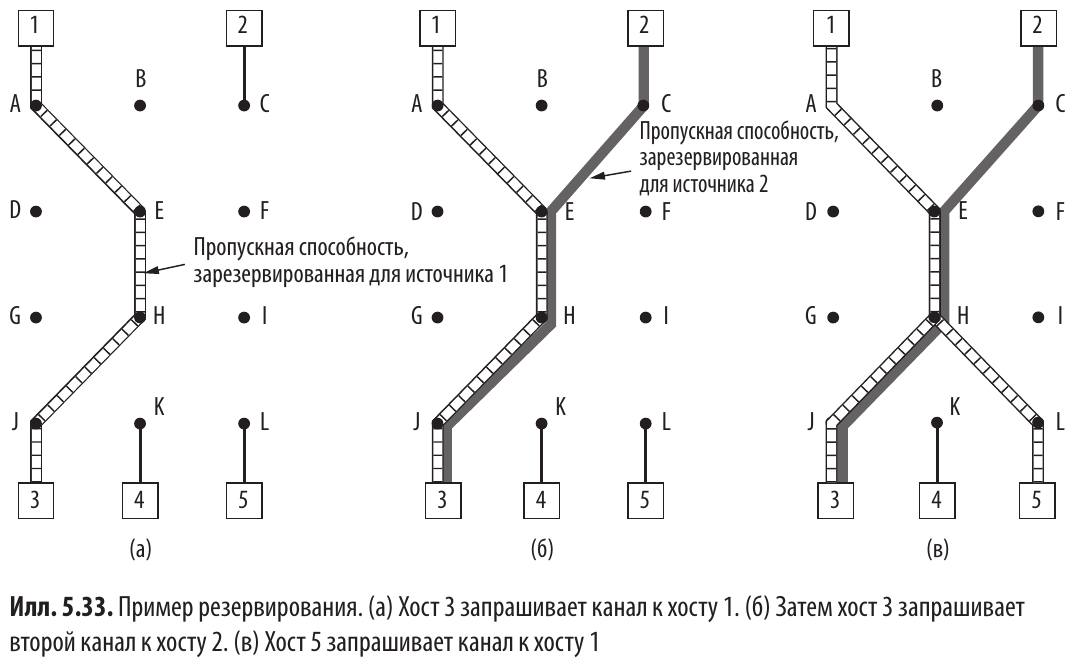 1 2 1 2 1 2
B B B
A C A C A C
Пропускная способность,
зарезервированная
для источника 2
D E F D E F D E F
Пропускная способность,
зарезервированная для источника 1
G H I G H I G H I
J K L J K L J K L
3 4 5 3 4 5 3 4 5
(а) (б) (в)
Илл. 5.33. Пример резервирования. (а) Хост 3 запрашивает канал к хосту 1. (б) Затем хост 3 запрашивает
второй канал к хосту 2. (в) Хост 5 запрашивает канал к хосту 1